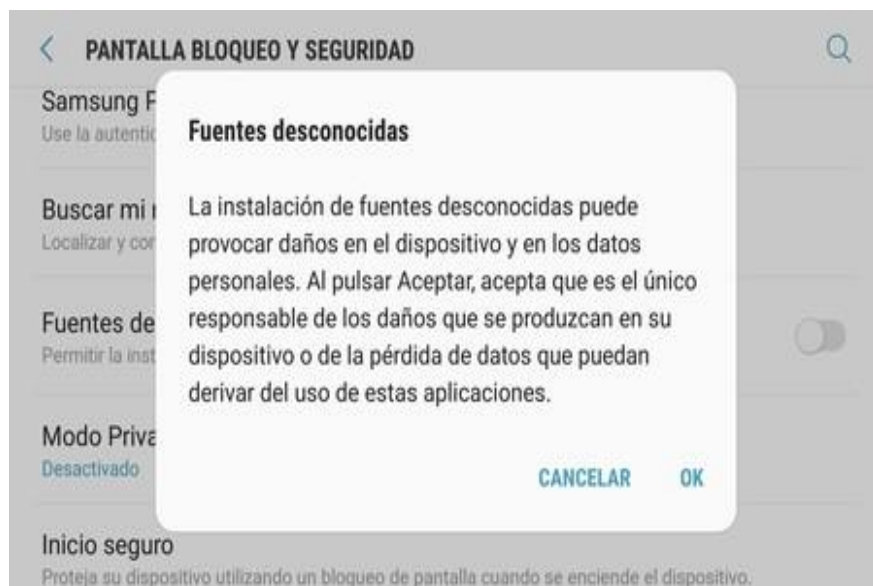 PANTALLA BLOQUEO Y SEGURIDAD
Samsung
Use la
Fuentes desconocidas
Buscar mi
Localizar y
La instalación de fuentes desconocidas puede
provocar daños en el dispositivo y en los datos
personales. Al pulsar Aceptar, acepta que es el único
responsable de los daños que se produzcan en su
dispositivo o de la pérdida de datos que puedan
derivar del uso de estas aplicaciones.
Fuentes de
Permitir la
Modo
Desactivado
CANCELAR OK
Inicio seguro
Proteja su dispositivo utilizando un bloqueo de pantalla cuando se enciende el dispositivo.